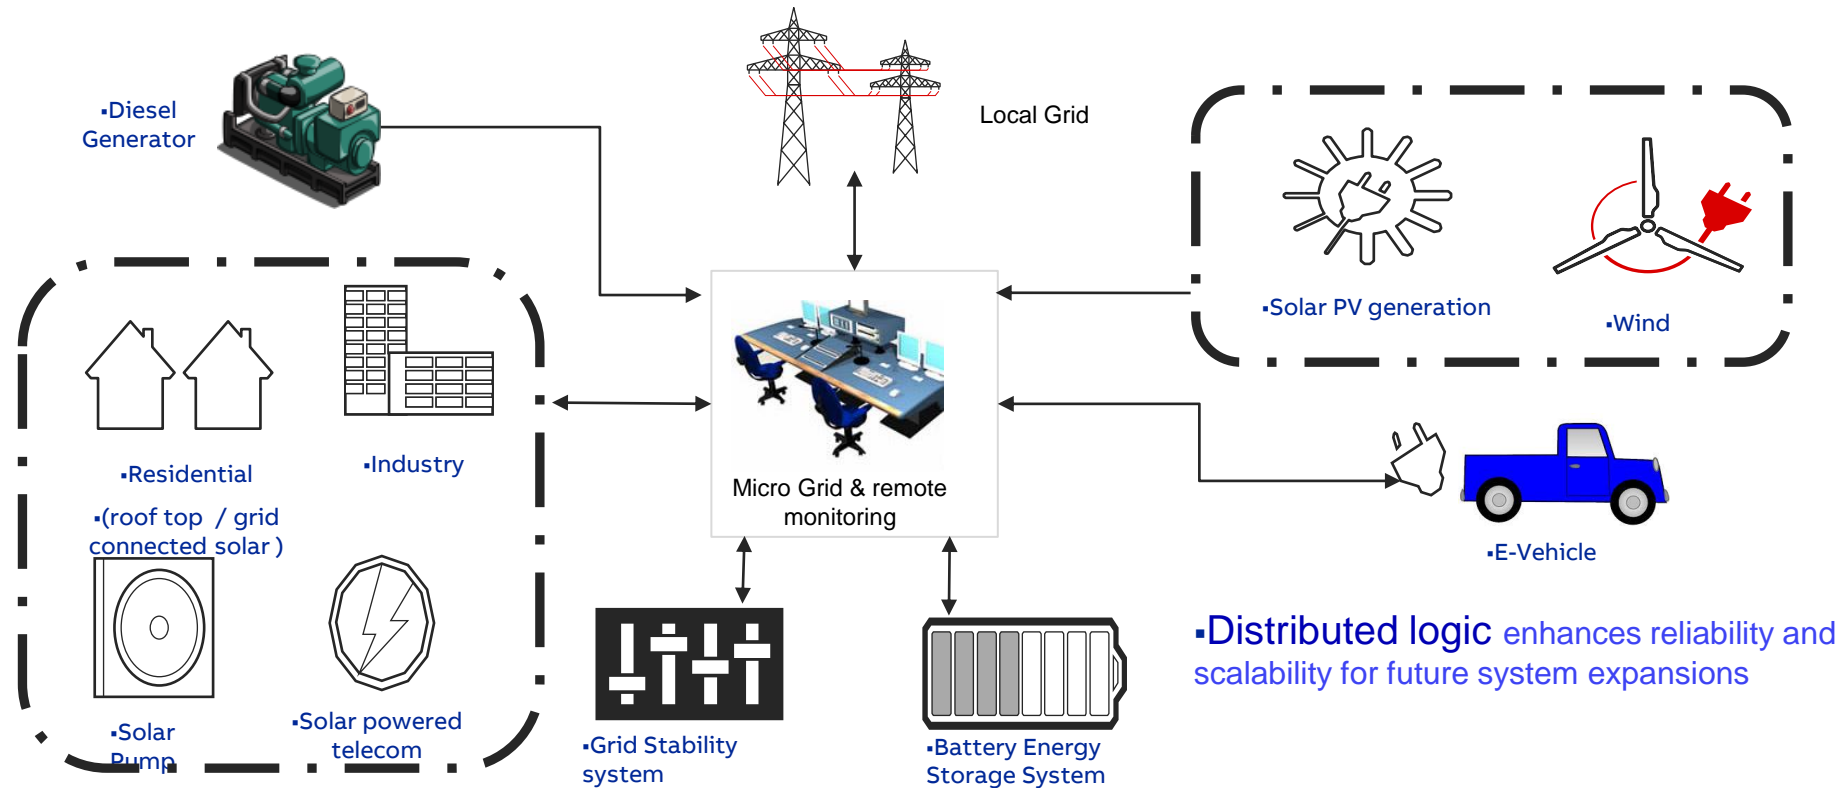 ▪Diesel
Generator
Local Grid
▪Solar PV generation
▪Wind
▪Residential
▪Industry
▪(roof top / grid
connected solar )
Micro Grid & remote
monitoring
▪E-Vehicle
▪Solar
Pump
▪Solar powered
telecom
▪Grid Stability
system
▪Battery Energy
Storage System
▪Distributed logic enhances reliability and
scalability for future system expansions